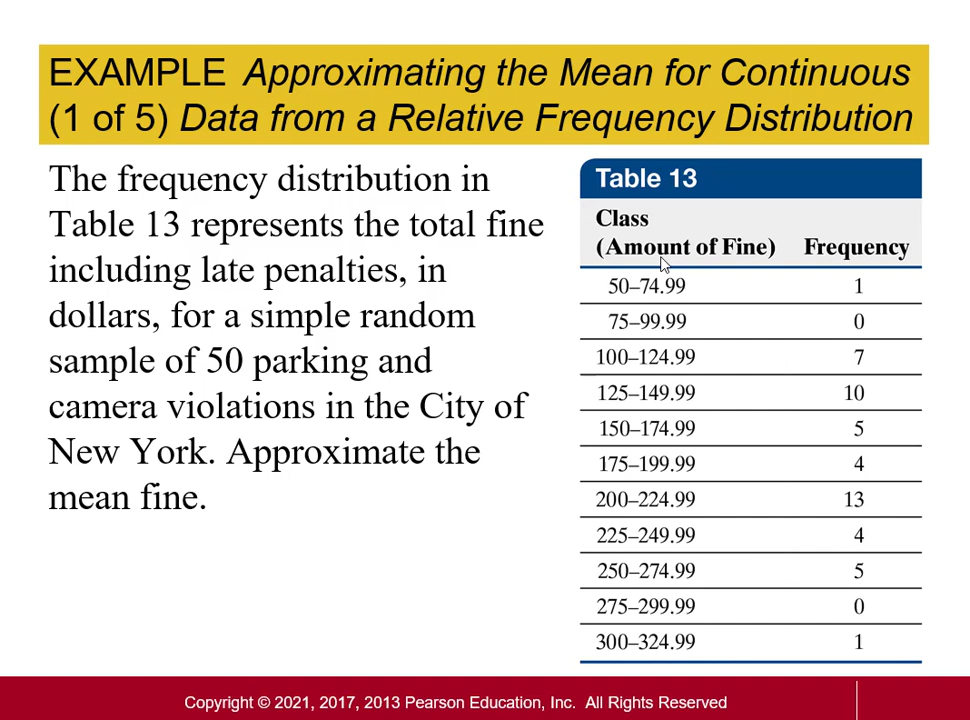 EXAMPLE Approximating the Mean for Continuous
(1 of 5) Data from a Relative Frequency Distribution
The frequency distribution in
Table 13 represents the total fine
including late penalties, in
dollars, for a simple random
sample of 50 parking and
camera violations in the City of
New York. Approximate the
mean fine.
Table 13
Class
(Amount of Fine) Frequency
50–74.99 1
75–99.99 0
100–124.99 7
125–149.99 10
150–174.99 5
175–199.99 4
200–224.99 13
225–249.99 4
250–274.99 5
275–299.99 0
300–324.99 1
Copyright © 2021, 2017, 2013 Pearson Education, Inc. All Rights Reserved